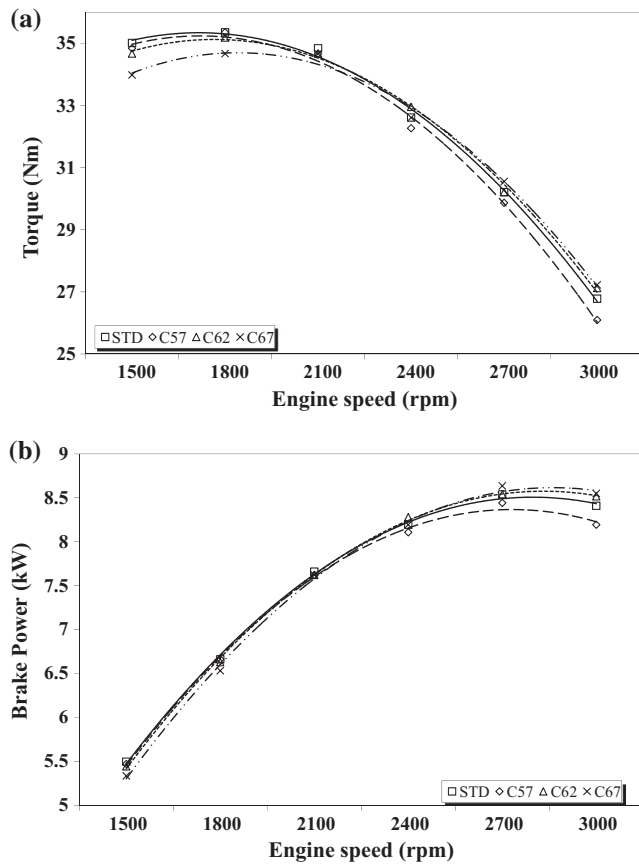 (a)
35
33
31
29
27
25
Torque (Nm)
STD C57 C62 C67
1500 1800 2100 2400 2700 3000
Engine speed (rpm)
(b)
9
8.5
8
7.5
7
6.5
6
5.5
5
Brake Power (kW)
STD C57 C62 C67
1500 1800 2100 2400 2700 3000
Engine speed (rpm)